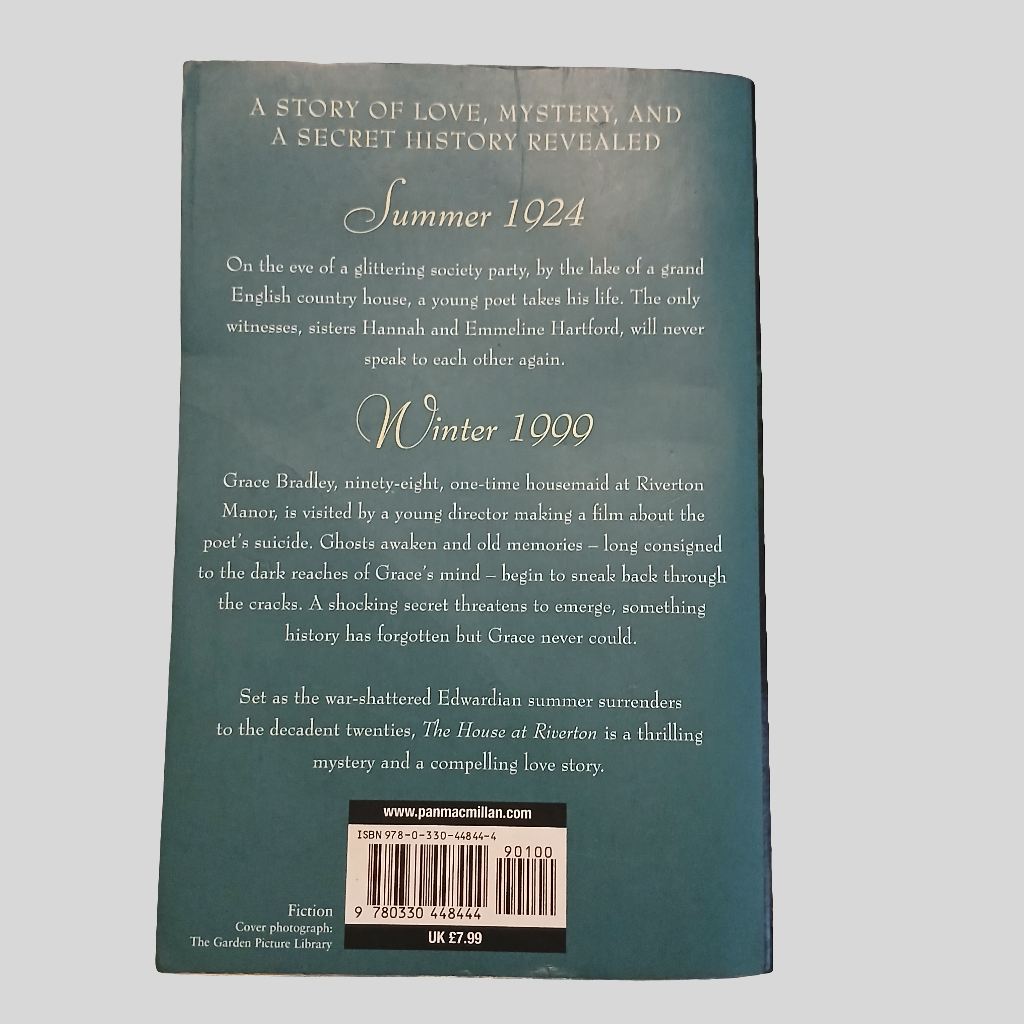 A STORY OF LOVE, MYSTERY, AND
A SECRET HISTORY REVEALED
Summer 1924
On the eve of a glittering society party, by the lake of a grand
English country house, a young poet takes his life. The only
witnesses, sisters Hannah and Emmeline Hartford, will never
speak to each other again.
Winter 1999
Grace Bradley, ninety-eight, one-time housemaid at Riverton
Manor, is visited by a young director making a film about the
poet's suicide. Ghosts awaken and old memories – long consigned
to the dark reaches of Grace's mind – begin to sneak back through
the cracks. A shocking secret threatens to emerge, something
history has forgotten but Grace never could.
Set as the war-shattered Edwardian summer surrenders
to the decadent twenties, The House at Riverton is a thrilling
mystery and a compelling love story.
www.panmacmillan.com
ISBN 978-0-330-44844-4
90100
9 780330 448444
UK £7.99
Fiction
Cover photograph:
The Garden Picture Library